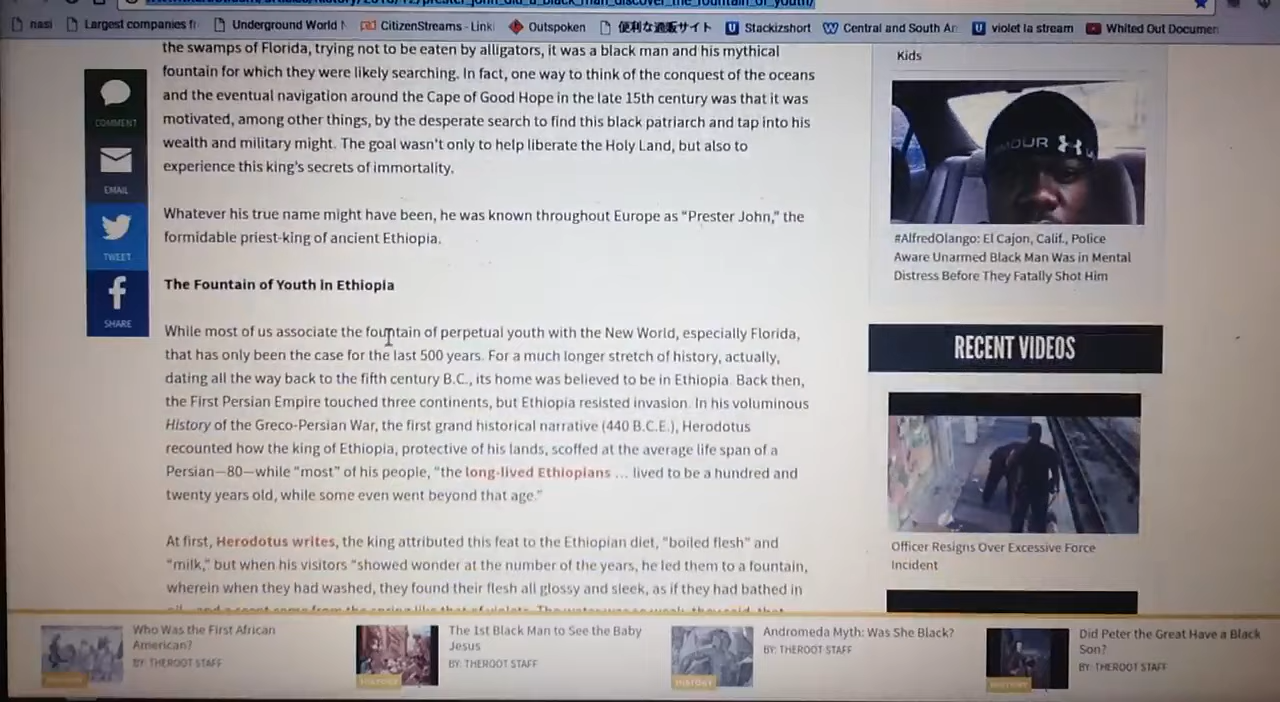 nasi
Largest companies fr
Underground World N
CitizenStreams - Linki
Outspoken
便利な通販サイト
Stackizshort
Central and South An
violet la stream
Whited Out Documen
the swamps of Florida, trying not to be eaten by alligators, it was a black man and his mythical
fountain for which they were likely searching. In fact, one way to think of the conquest of the oceans
and the eventual navigation around the Cape of Good Hope in the late 15th century was that it was
motivated, among other things, by the desperate search to find this black patriarch and tap into his
wealth and military might. The goal wasn't only to help liberate the Holy Land, but also to
experience this king's secrets of immortality.
Whatever his true name might have been, he was known throughout Europe as "Prester John," the
formidable priest-king of ancient Ethiopia.
The Fountain of Youth in Ethiopia
While most of us associate the fountain of perpetual youth with the New World, especially Florida,
that has only been the case for the last 500 years. For a much longer stretch of history, actually,
dating all the way back to the fifth century B.C., its home was believed to be in Ethiopia. Back then,
the First Persian Empire touched three continents, but Ethiopia resisted invasion. In his voluminous
History of the Greco-Persian War, the first grand historical narrative (440 B.C.E.), Herodotus
recounted how the king of Ethiopia, protective of his lands, scoffed at the average life span of a
Persian—80—while "most" of his people, "the long-lived Ethiopians ... lived to be a hundred and
twenty years old, while some even went beyond that age."
At first, Herodotus writes, the king attributed this feat to the Ethiopian diet, "boiled flesh" and
"milk," but when his visitors "showed wonder at the number of the years, he led them to a fountain,
wherein when they had washed, they found their flesh all glossy and sleek, as if they had bathed in
COMMENT
EMAIL
TWEET
SHARE
Kids
#AlfredOlango: El Cajon, Calif., Police
Aware Unarmed Black Man Was in Mental
Distress Before They Fatally Shot Him
RECENT VIDEOS
Officer Resigns Over Excessive Force
Incident
Who Was the First African
American?
BY: THEROOT STAFF
The 1st Black Man to See the Baby
Jesus
BY: THEROOT STAFF
HISTORY
Andromeda Myth: Was She Black?
BY: THEROOT STAFF
HISTORY
Did Peter the Great Have a Black
Son?
BY: THEROOT STAFF
HISTORY